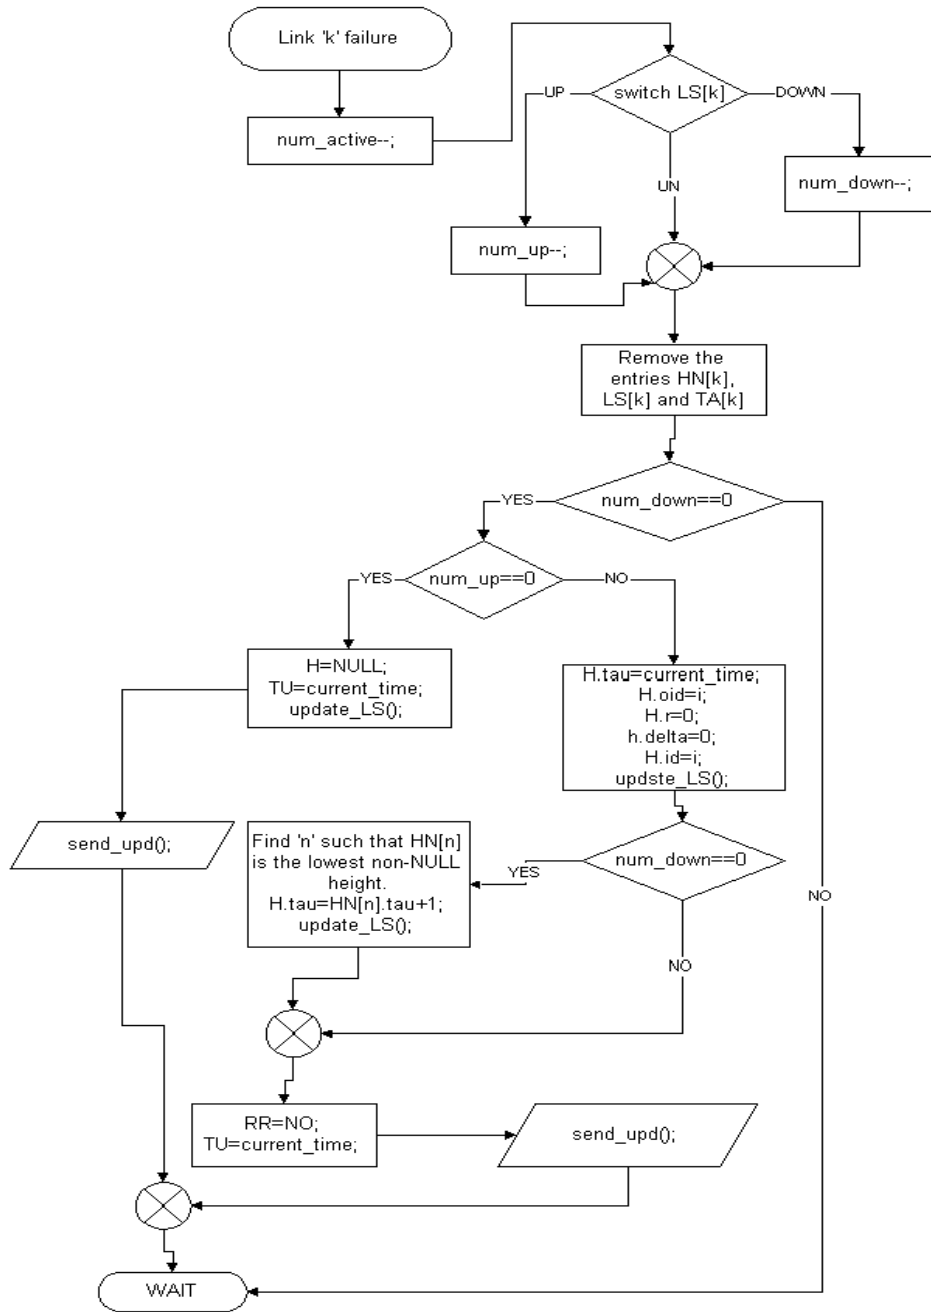 Link 'k' failure
switch LS[k]
UP
DOWN
num_active--;
UN
num_down--;
num_up--;
Remove the
entries HN[k],
LS[k] and TA[k]
num_down==0
YES
num_up==0
YES
NO
H=NULL;
TU=current_time;
update_LS();
H.tau=current_time;
H.oid=i;
H.r=0;
h.delta=0;
H.id=i;
updste_LS();
send_upd();
Find 'n' such that HN[n]
is the lowest non-NULL
height.
H.tau=HN[n].tau+1;
update_LS();
num_down==0
YES
NO
NO
RR=NO;
TU=current_time;
send_upd();
WAIT